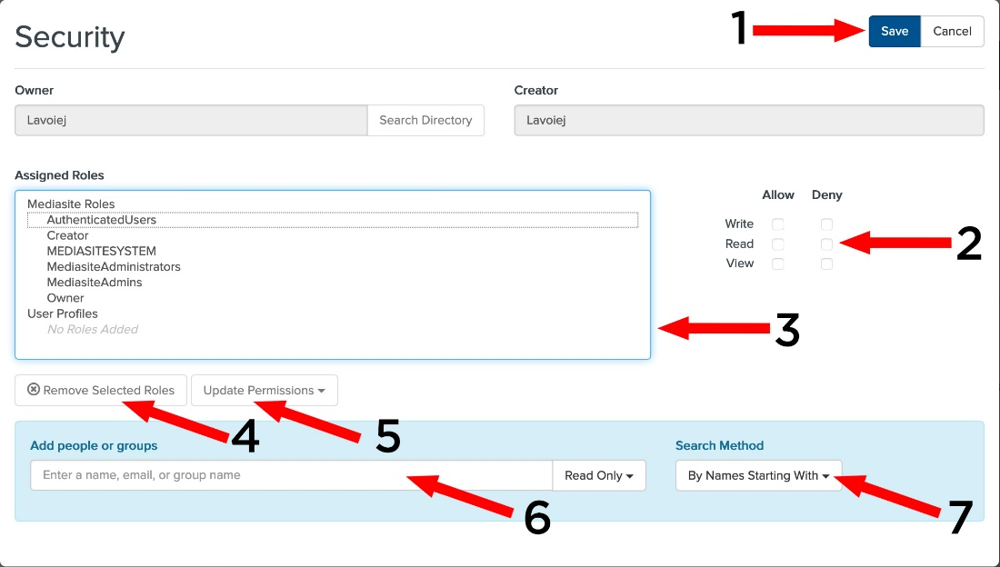 Security
1
Save
Cancel
Owner
Creator
Lavoiej
Search Directory
Lavoiej
Assigned Roles
Mediasite Roles
AuthenticatedUsers
Creator
MEDIASITESYSTEM
MediasiteAdministrators
MediasiteAdmins
Owner
User Profiles
No Roles Added
Allow Deny
Write
Read
View
2
3
Remove Selected Roles
Update Permissions
4
5
Add people or groups
Search Method
Enter a name, email, or group name
Read Only
By Names Starting With
6
7